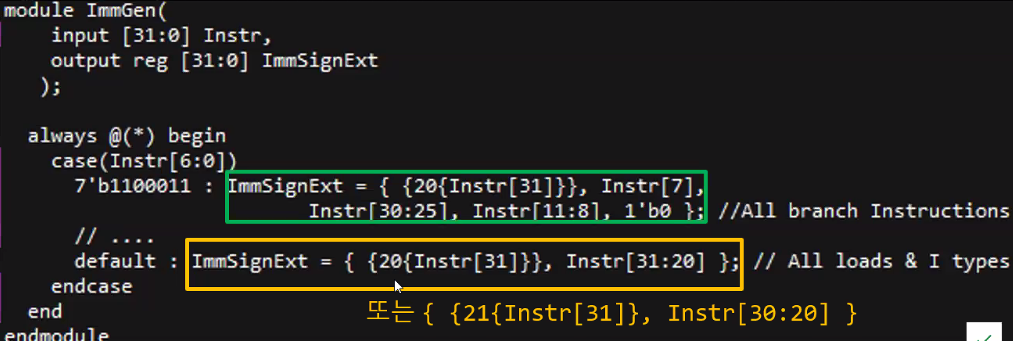 module ImmGen(
input [31:0] Instr,
output reg [31:0] ImmSignExt
);
always @(*) begin
case(Instr[6:0])
7'b1100011 : ImmSignExt = { {20{Instr[31]}}, Instr[7],
Instr[30:25], Instr[11:8], 1'b0 }; //All branch Instructions
// ....
default : ImmSignExt = { {20{Instr[31]}}, Instr[31:20] }; // All loads & I types
endcase
end
또는 { {21{Instr[31]}, Instr[30:20] }
endmodule